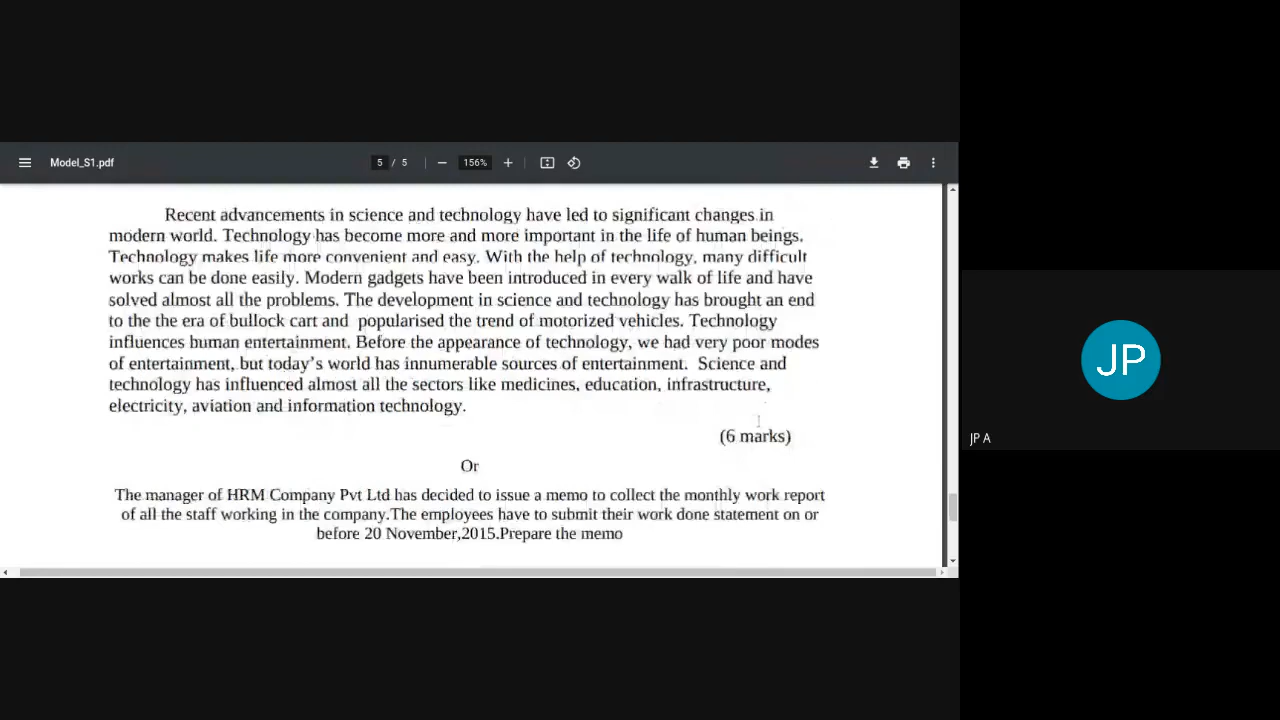 Model_S1.pdf
5 / 5
156%
Recent advancements in science and technology have led to significant changes in
modern world. Technology has become more and more important in the life of human beings.
Technology makes life more convenient and easy. With the help of technology, many difficult
works can be done easily. Modern gadgets have been introduced in every walk of life and have
solved almost all the problems. The development in science and technology has brought an end
to the the era of bullock cart and popularised the trend of motorized vehicles. Technology
influences human entertainment. Before the appearance of technology, we had very poor modes
of entertainment, but today's world has innumerable sources of entertainment. Science and
technology has influenced almost all the sectors like medicines, education, infrastructure,
electricity, aviation and information technology.
(6 marks)
Or
The manager of HRM Company Pvt Ltd has decided to issue a memo to collect the monthly work report
of all the staff working in the company.The employees have to submit their work done statement on or
before 20 November,2015.Prepare the memo
JP
JP A